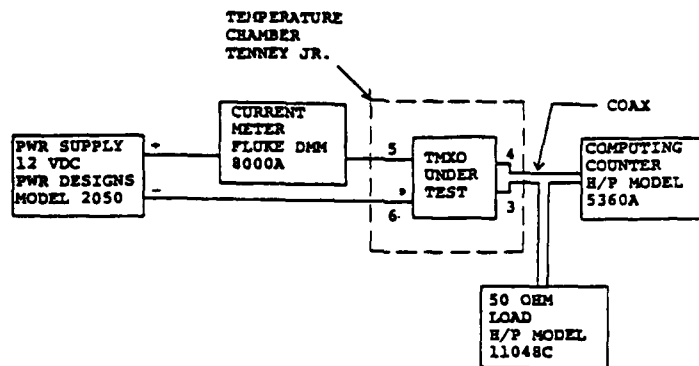 TEMPERATURE
CHAMBER
TENNEY JR.
COAX
CURRENT
METER
FLUKE DMM
8000A
PWR SUPPLY
12 VDC
PWR DESIGNS
MODEL 2050
+
-
5
6
TMXO
UNDER
TEST
4
3
COMPUTING
COUNTER
H/P MODEL
5360A
50 OHM
LOAD
H/P MODEL
11048C